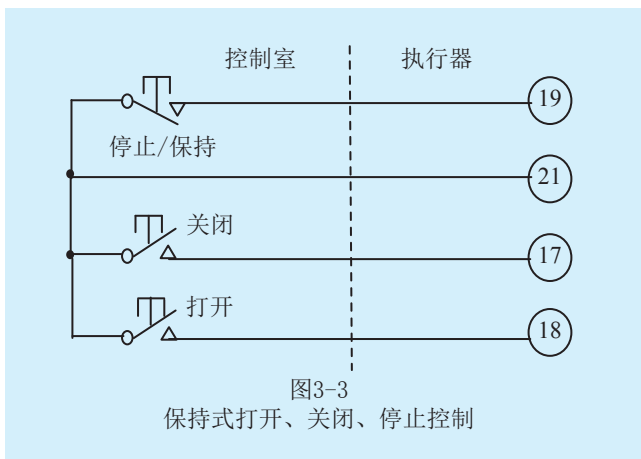 控制室 执行器
19
停止/保持
21
关闭
17
打开
18
图3-3
保持式打开、关闭、停止控制